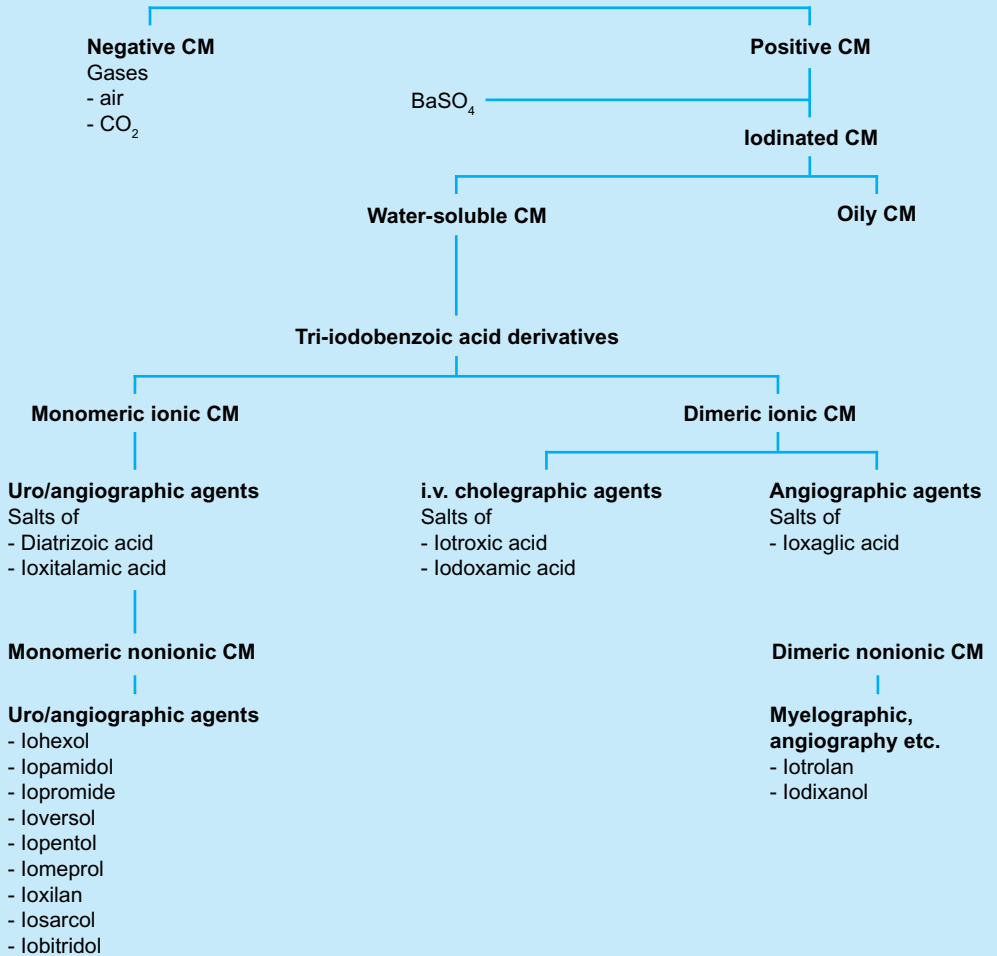 Negative CM
Gases
- air
- CO₂
Positive CM
BaSO₄
Iodinated CM
Water-soluble CM
Oily CM
Tri-iodobenzoic acid derivatives
Monomeric ionic CM
Dimeric ionic CM
Uro/angiographic agents
Salts of
- Diatrizoic acid
- Ioxitalamic acid
i.v. cholegraphic agents
Salts of
- Iotroxic acid
- Iodoxamic acid
Angiographic agents
Salts of
- Ioxaglic acid
Monomeric nonionic CM
Dimeric nonionic CM
Uro/angiographic agents
- Iohexol
- Iopamidol
- Iopromide
- Ioversol
- Iopentol
- Iomeprol
- Ioxilan
- Iosarcol
- Iobitridol
Myelographic,
angiography etc.
- Iotrolan
- Iodixanol